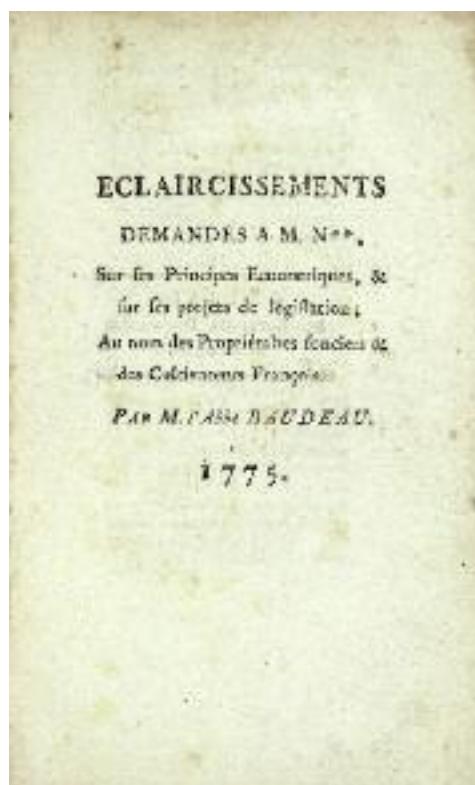 ECLAIRCISSEMENTS
DEMANDES A M. N**,
Sur ses Principes Economiques, &
sur ses projets de législation;
Au nom des Propriétaires fonciers &
des Cultivateurs François.
PAR M. l'Abbé BAUDEAU.
1775.